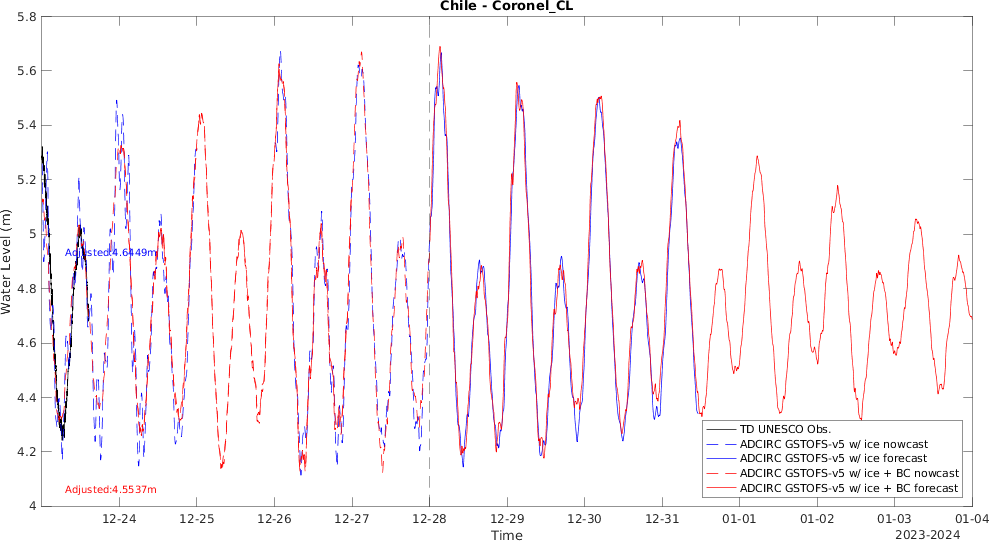 Chile - Coronel_CL
5.8
5.6
5.4
5.2
5
4.8
4.6
4.4
4.2
4
Water Level (m)
Adjusted:4.6449m
Adjusted:4.5537m
TD UNESCO Obs.
ADCIRC GSTOFS-v5 w/ ice nowcast
ADCIRC GSTOFS-v5 w/ ice forecast
ADCIRC GSTOFS-v5 w/ ice + BC nowcast
ADCIRC GSTOFS-v5 w/ ice + BC forecast
12-24 12-25 12-26 12-27 12-28 12-29 12-30 12-31 01-01 01-02 01-03 01-04
Time
2023-2024